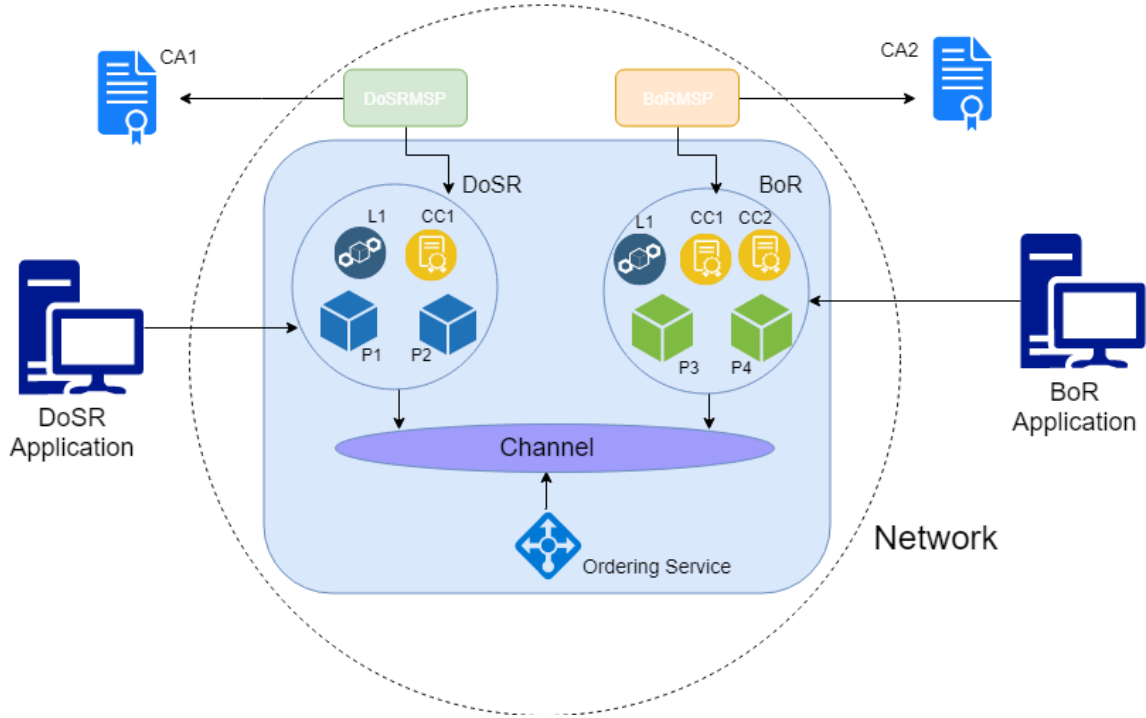 CA1
CA2
DoSRMSP
BoRMSP
DoSR
BoR
L1
CC1
L1
CC1
CC2
P1
P2
P3
P4
DoSR
Application
BoR
Application
Channel
Network
Ordering Service